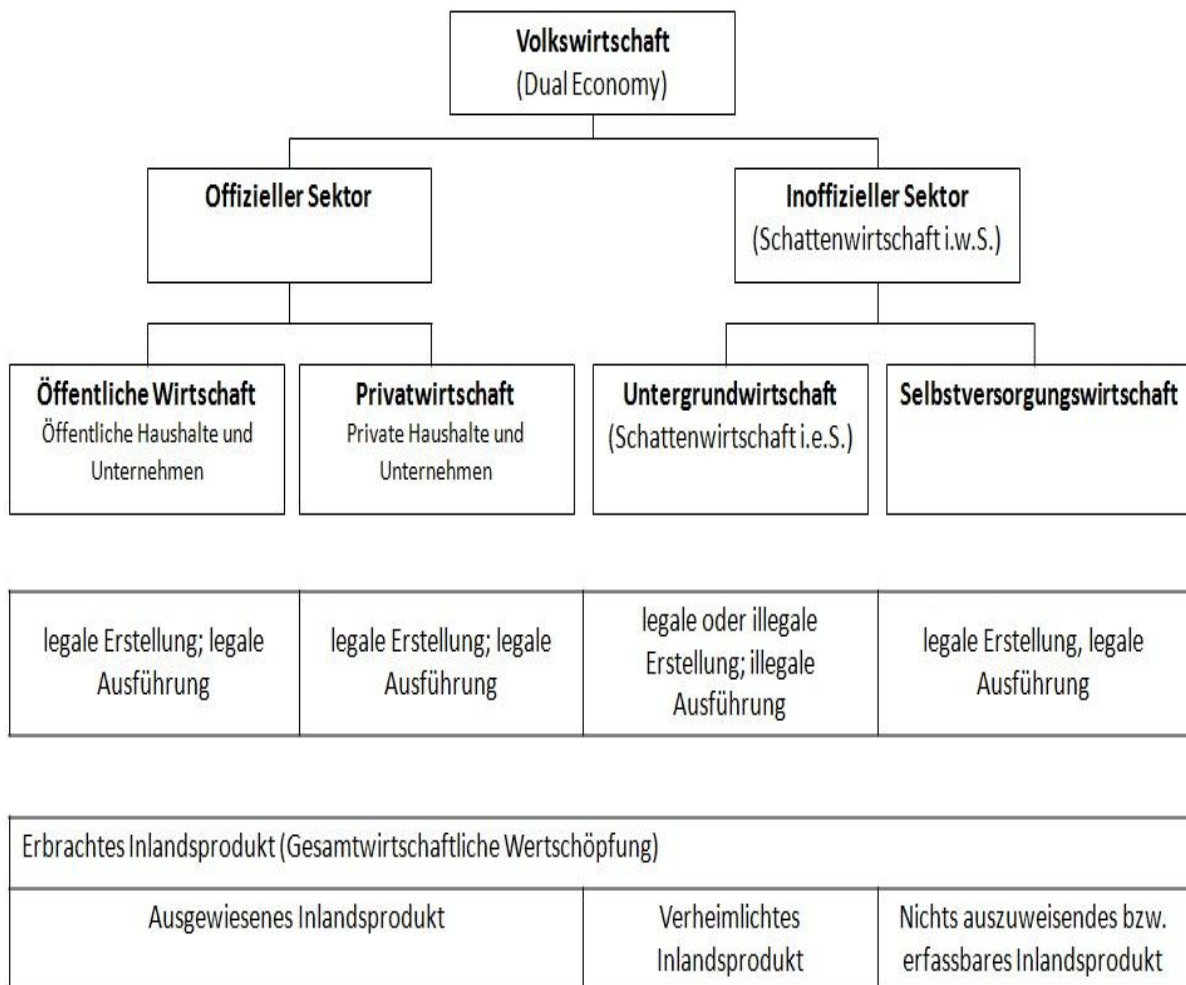 Volkswirtschaft
(Dual Economy)
Offizieller Sektor
Inoffizieller Sektor
(Schattenwirtschaft i.w.S.)
Öffentliche Wirtschaft
Öffentliche Haushalte und
Unternehmen
Privatwirtschaft
Private Haushalte und
Unternehmen
Untergrundwirtschaft
(Schattenwirtschaft i.e.S.)
Selbstversorgungswirtschaft
legale Erstellung; legale
Ausführung
legale Erstellung; legale
Ausführung
legale oder illegale
Erstellung; illegale
Ausführung
legale Erstellung, legale
Ausführung
Erbrachtes Inlandsprodukt (Gesamtwirtschaftliche Wertschöpfung)
Ausgewiesenes Inlandsprodukt
Verheimlichtes
Inlandsprodukt
Nichts auszuweisendes bzw.
erfassbares Inlandsprodukt